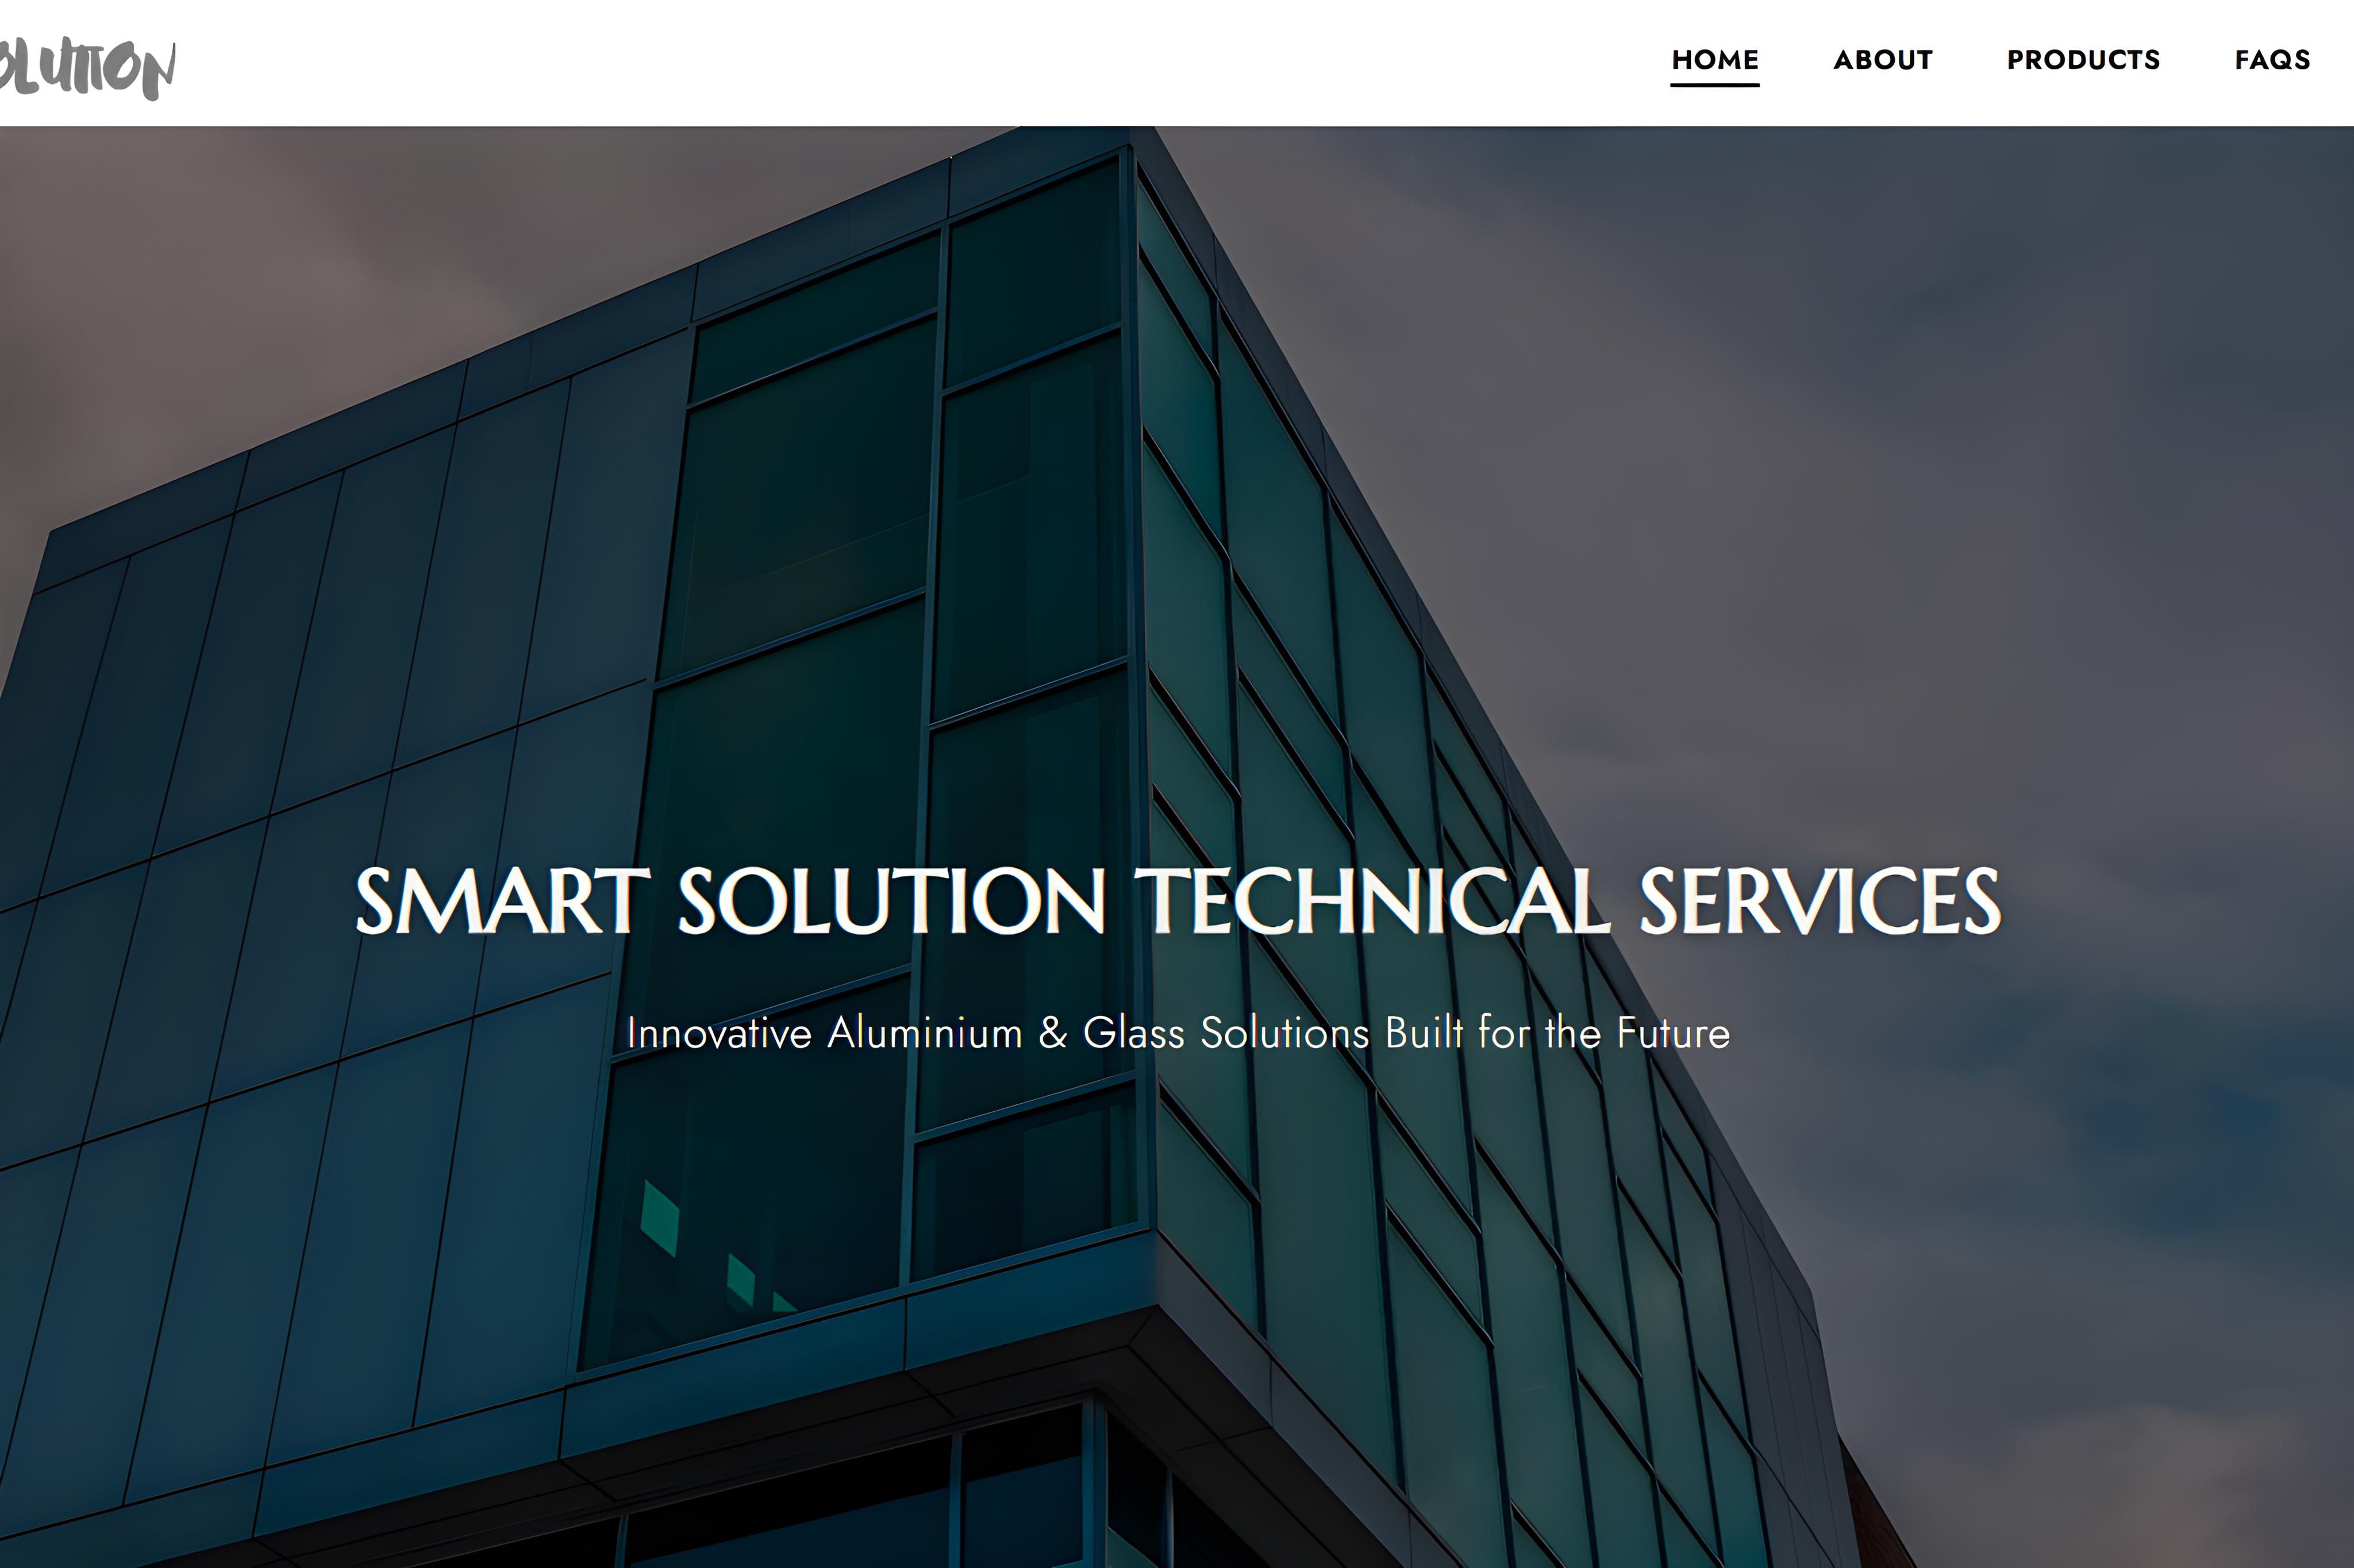 OLUTION
HOME ABOUT PRODUCTS FAQS
SMART SOLUTION TECHNICAL SERVICES
Innovative Aluminium & Glass Solutions Built for the Future